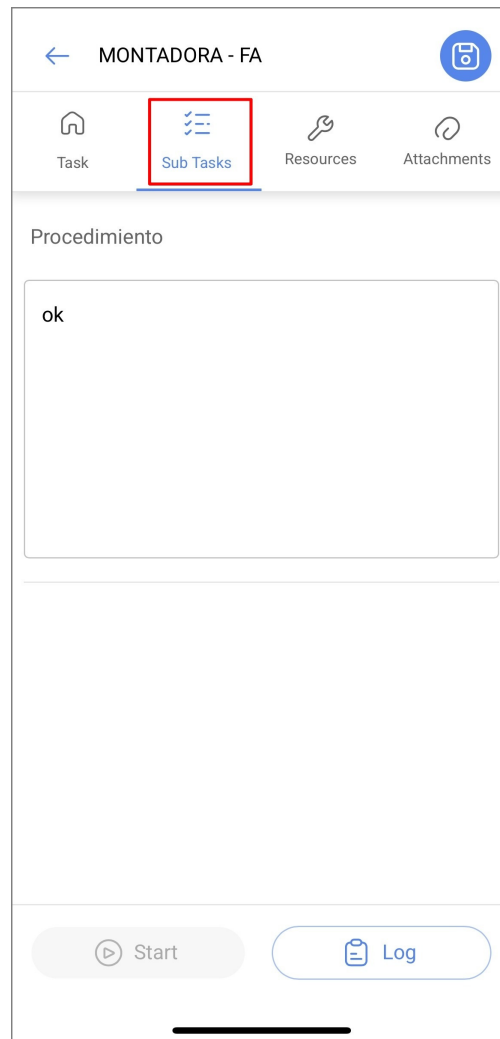 MONTADORA - FA
Task
Sub Tasks
Resources
Attachments
Procedimiento
ok
Start
Log